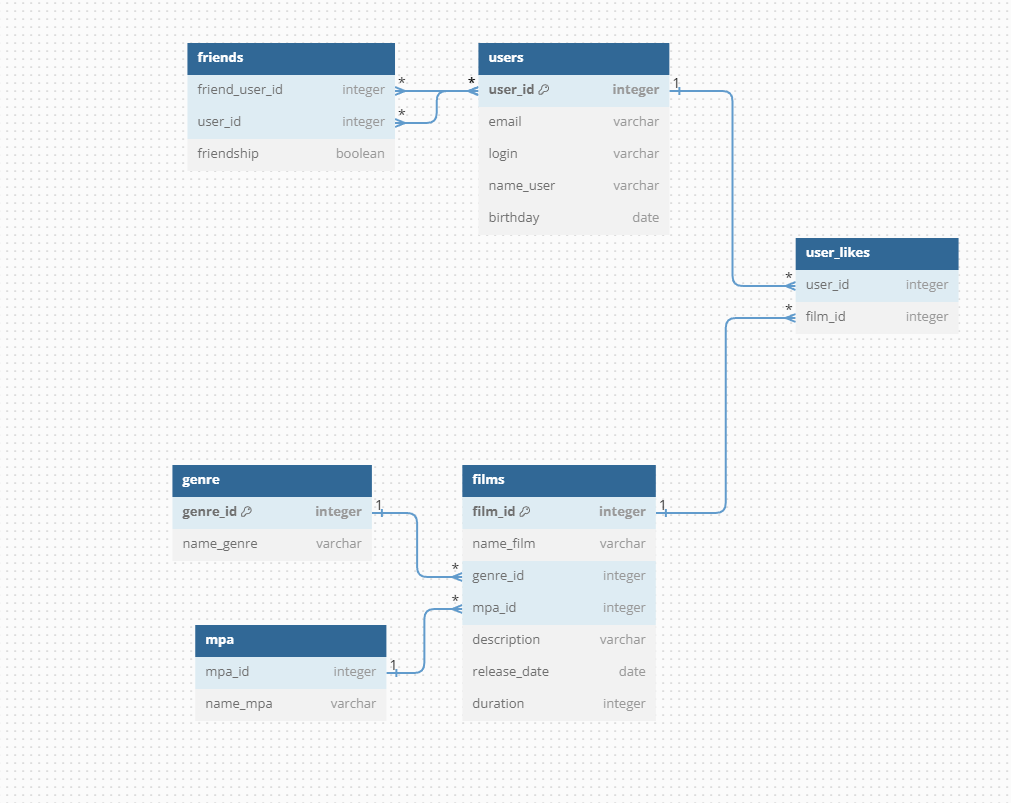 friends
friend_user_id integer
user_id integer
friendship boolean
*
*
*
users
user_id integer
email varchar
login varchar
name_user varchar
birthday date
1
user_likes
*
user_id integer
*
film_id integer
genre
genre_id integer
name_genre varchar
1
films
film_id integer
name_film varchar
*
genre_id integer
*
mpa_id integer
description varchar
release_date date
duration integer
1
mpa
mpa_id integer
name_mpa varchar
1